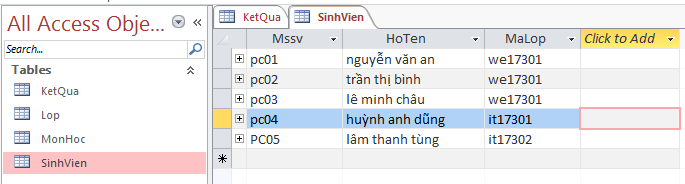 All Access Obje...
Search...
Tables
KetQua
Lop
MonHoc
SinhVien
KetQua SinhVien
Mssv HoTen MaLop Click to Add
pc01 nguyễn văn an we17301
pc02 trần thị bình we17301
pc03 lê minh châu we17301
pc04 huỳnh anh dũng it17301
PC05 lâm thanh tùng it17302